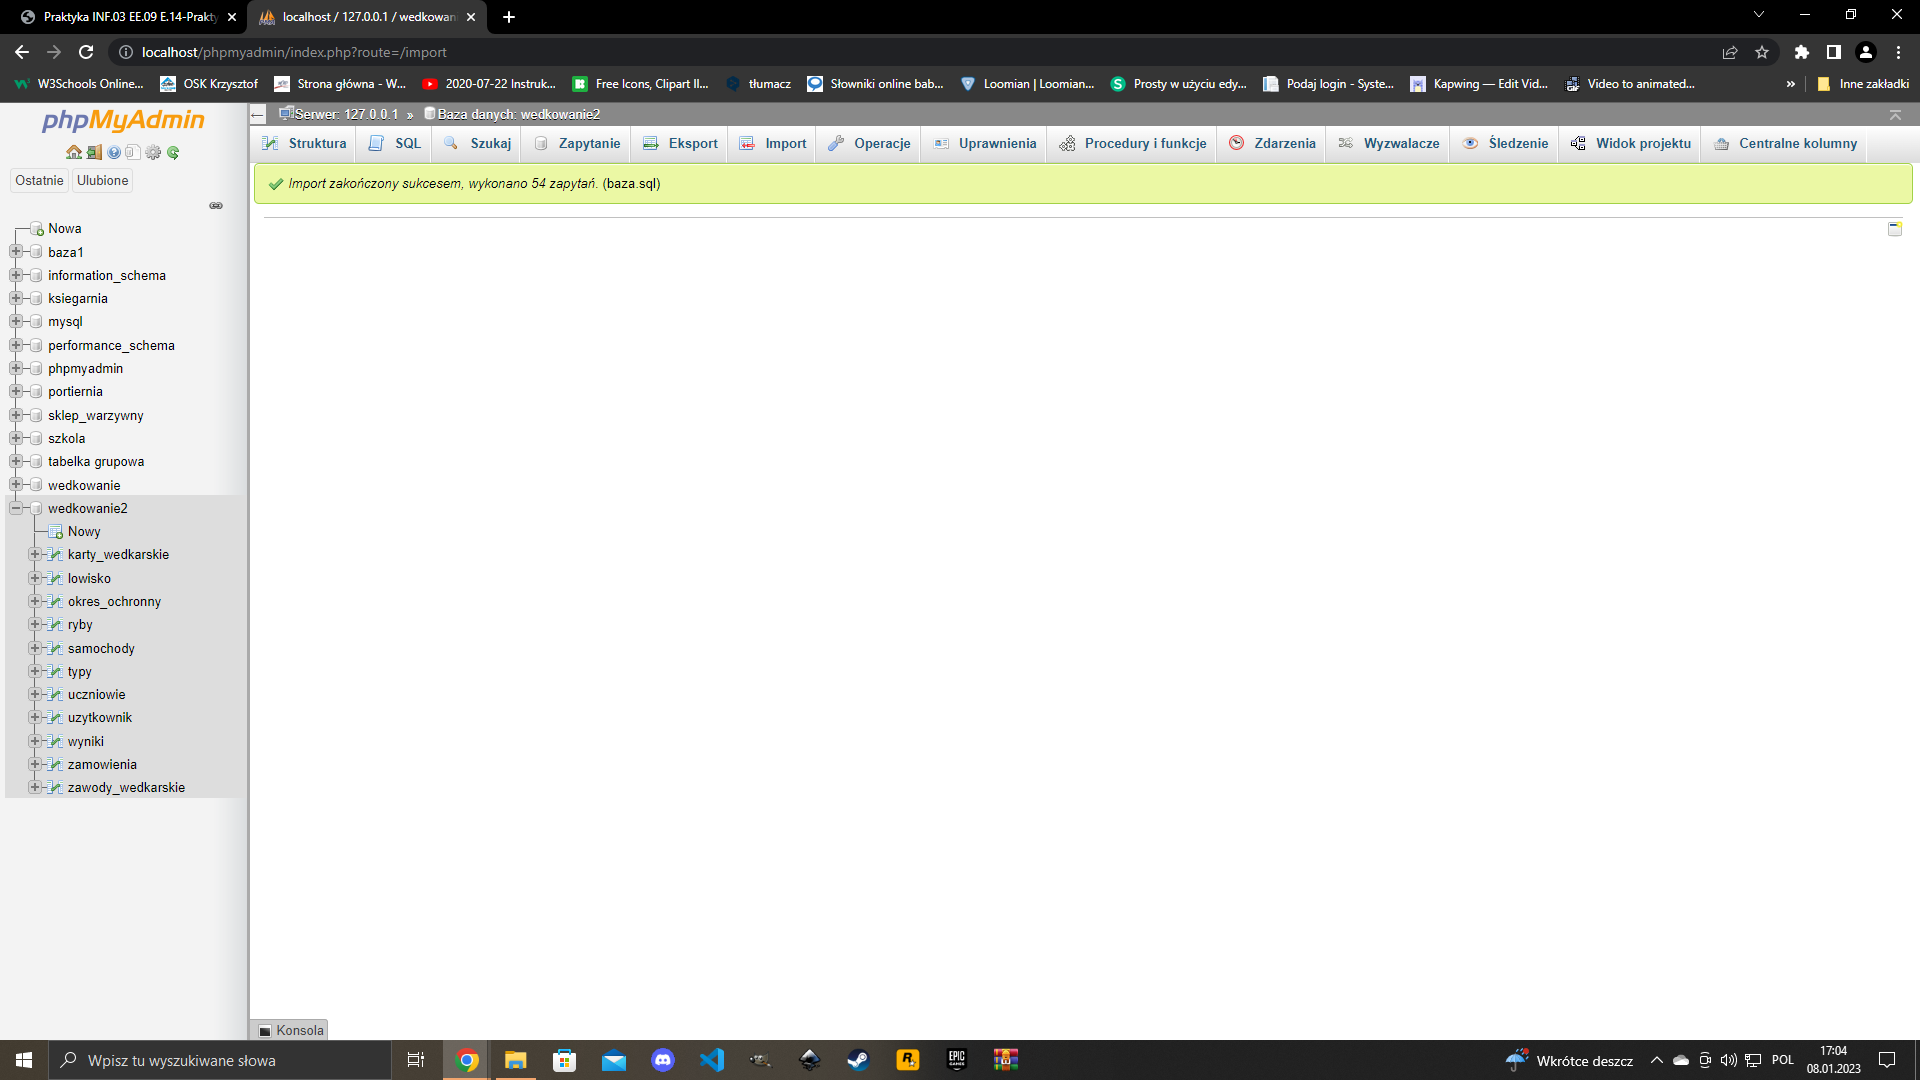 Praktyka INF.03 EE.09 E.14-Prakty
localhost / 127.0.0.1 / wedkowani
localhost/phpmyadmin/index.php?route=/import
W3Schools Online...
OSK Krzysztof
Strona główna - W...
2020-07-22 Instruk...
Free Icons, Clipart Il...
tłumacz
Słowniki online bab...
Loomian | Loomian...
Prosty w użyciu edy...
Podaj login - Syste...
Kapwing — Edit Vid...
Video to animated...
»
Inne zakładki
phpMyAdmin
Ostatnie
Ulubione
Nowa
baza1
information_schema
ksiegarnia
mysql
performance_schema
phpmyadmin
portiernia
sklep_warzywny
szkola
tabelka grupowa
wedkowanie
wedkowanie2
Nowy
karty_wedkarskie
lowisko
okres_ochronny
ryby
samochody
typy
uczniowie
uzytkownik
wyniki
zamowienia
zawody_wedkarskie
Serwer: 127.0.0.1 » Baza danych: wedkowanie2
Struktura
SQL
Szukaj
Zapytanie
Eksport
Import
Operacje
Uprawnienia
Procedury i funkcje
Zdarzenia
Wyzwalacze
Śledzenie
Widok projektu
Centralne kolumny
Import zakończony sukcesem, wykonano 54 zapytań. (baza.sql)
Konsola
Wpisz tu wyszukiwane słowa
EPIC GAMES
Wkrótce deszcz
POL
17:04
08.01.2023